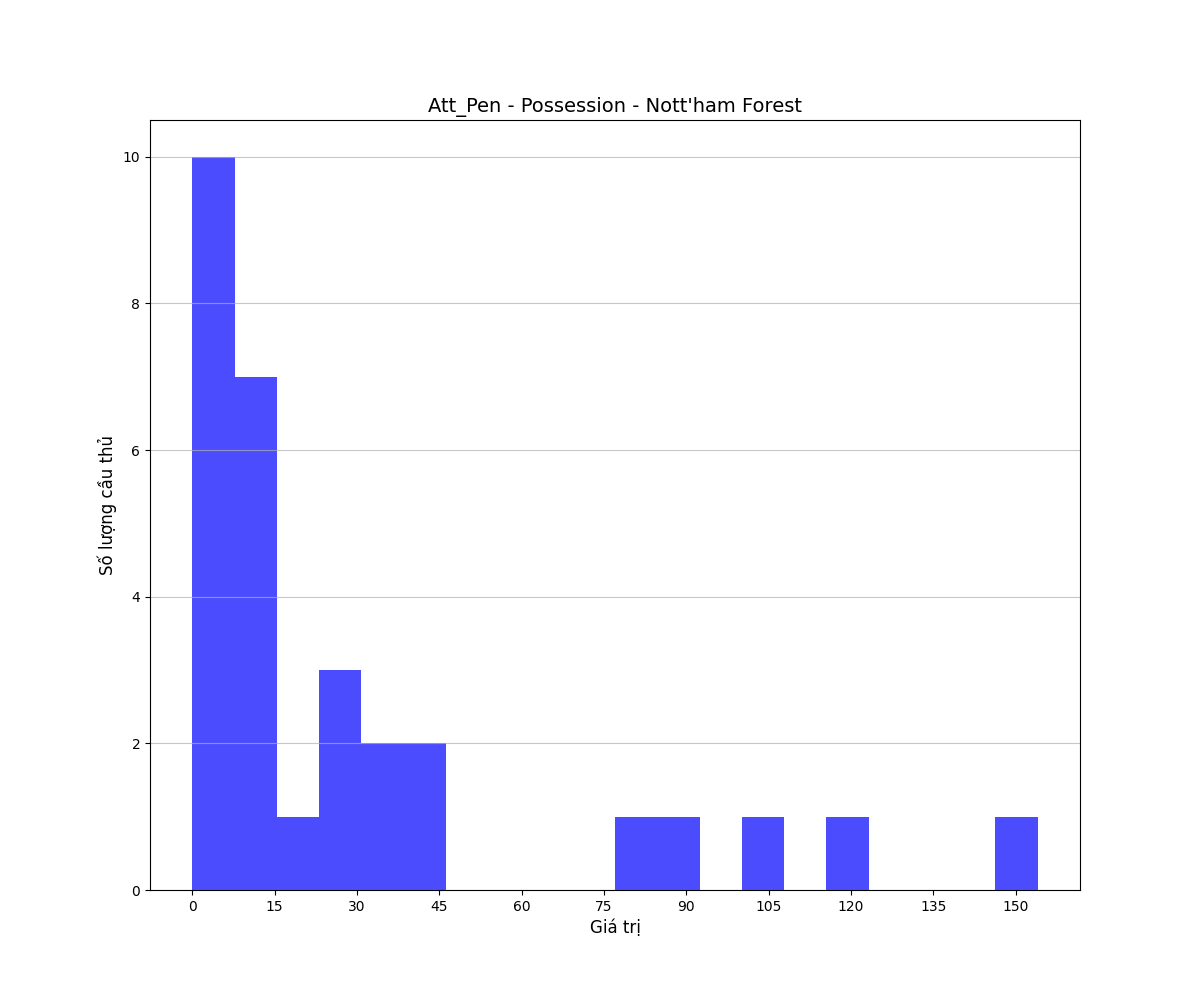 Att_Pen - Possession - Nott'ham Forest
10
8
6
4
2
0
Số lượng cầu thủ
0 15 30 45 60 75 90 105 120 135 150
Giá trị